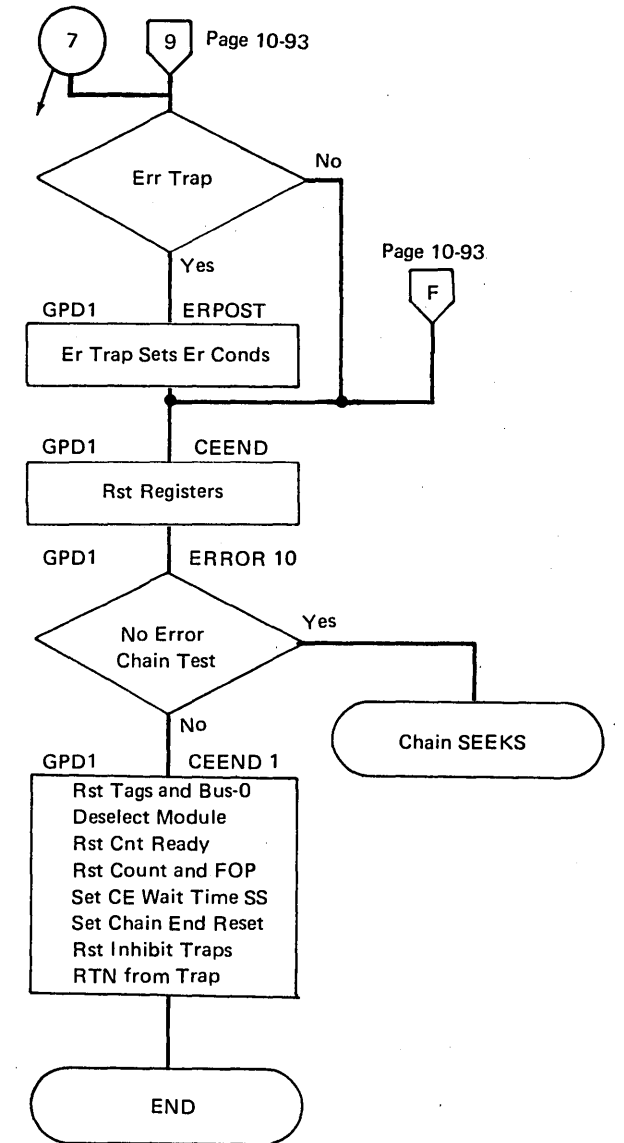 7
9
Page 10-93
Err Trap
No
Yes
Page 10-93
F
GPD1
ERPOST
Er Trap Sets Er Conds
GPD1
CEEND
Rst Registers
GPD1
ERROR 10
No Error
Chain Test
Yes
No
Chain SEEKS
GPD1
CEEND 1
Rst Tags and Bus-0
Deselect Module
Rst Cnt Ready
Rst Count and FOP
Set CE Wait Time SS
Set Chain End Reset
Rst Inhibit Traps
RTN from Trap
END